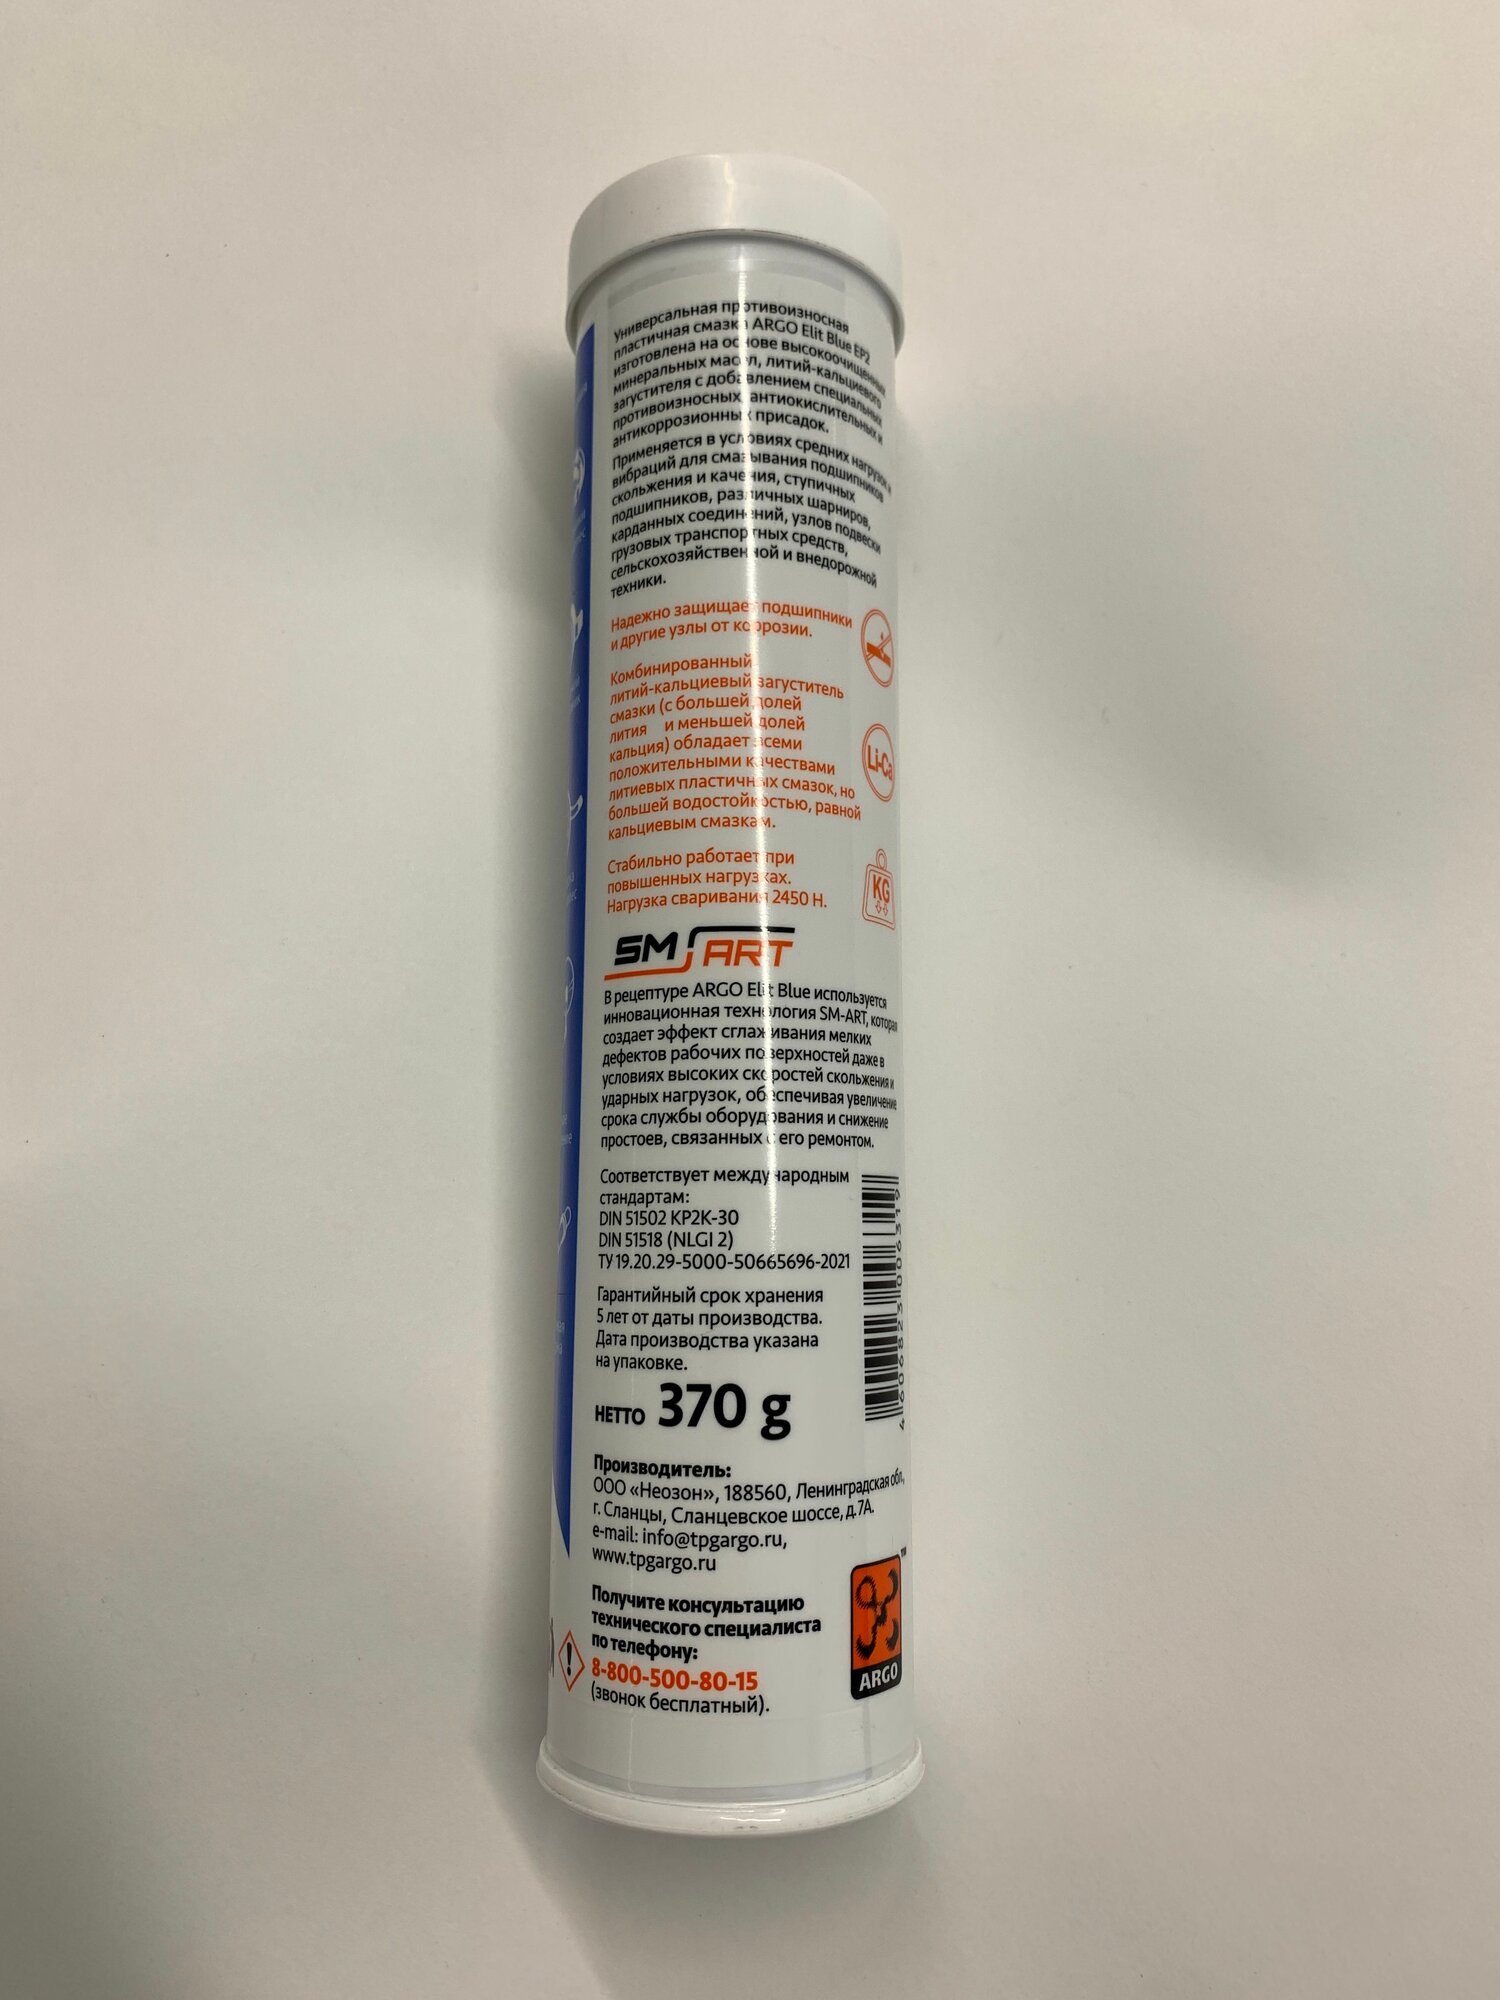 Универсальная противоизносная
пластичная смазка ARGO Elit Blue EP2
изготовлена на основе высокоочищенных
минеральных масел, литий-кальциевого
загустителя с добавлением специальных
противоизносных, антиокислительных и
антикоррозионных присадок.
Применяется в условиях средних нагрузок и
вибраций для смазывания подшипников
скольжения и качения, ступичных
подшипников, различных шарниров,
карданных соединений, узлов подвески
грузовых транспортных средств,
сельскохозяйственной и внедорожной
техники.
Надежно защищает подшипники
и другие узлы от коррозии.
Комбинированный
литий-кальциевый загуститель
смазки (с большей долей
лития и меньшей долей
кальция) обладает всеми
положительными качествами
литиевых пластичных смазок, но
большей водостойкостью, равной
кальциевым смазкам.
Li-Ca
Стабильно работает при
повышенных нагрузках.
Нагрузка сваривания 2450 Н.
KG
SM ART
В рецептуре ARGO Elit Blue используется
инновационная технология SM-ART, которая
создает эффект сглаживания мелких
дефектов рабочих поверхностей даже в
условиях высоких скоростей скольжения и
ударных нагрузок, обеспечивая увеличение
срока службы оборудования и снижение
простоев, связанных с его ремонтом.
Соответствует международным
стандартам:
DIN 51502 KP2K-30
DIN 51518 (NLGI 2)
ТУ 19.20.29-5000-50665696-2021
4606823006319
Гарантийный срок хранения
5 лет от даты производства.
Дата производства указана
на упаковке.
НЕТТО 370 g
Производитель:
ООО «Неозон», 188560, Ленинградская обл.,
г. Сланцы, Сланцевское шоссе, д.7А.
e-mail: info@tpgargo.ru,
www.tpgargo.ru
Получите консультацию
технического специалиста
по телефону:
8-800-500-80-15
(звонок бесплатный).
ARGO
TM